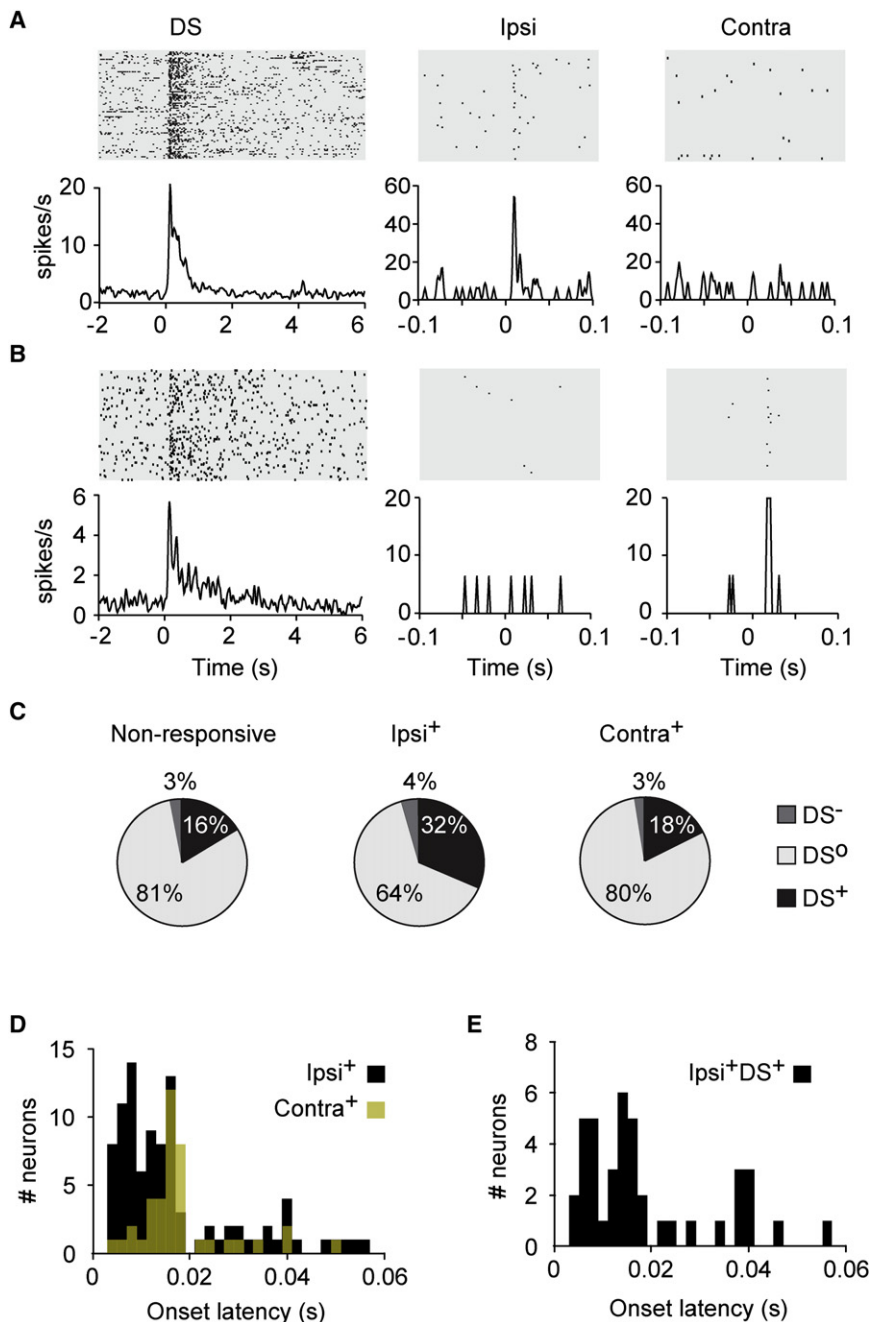 A
DS
Ipsi
Contra
spikes/s
20
10
0
-2 0 2 4 6
60
40
20
0
-0.1 0 0.1
60
40
20
0
-0.1 0 0.1
B
spikes/s
6
4
2
0
-2 0 2 4 6
Time (s)
20
10
0
-0.1 0 0.1
Time (s)
20
10
0
-0.1 0 0.1
Time (s)
C
Non-responsive
Ipsi⁺
Contra⁺
3%
16%
81%
4%
32%
64%
3%
18%
80%
DS⁻
DSº
DS⁺
D
# neurons
15
10
5
0
Ipsi⁺
Contra⁺
0 0.02 0.04 0.06
Onset latency (s)
E
# neurons
8
6
4
2
0
Ipsi⁺DS⁺
0 0.02 0.04 0.06
Onset latency (s)